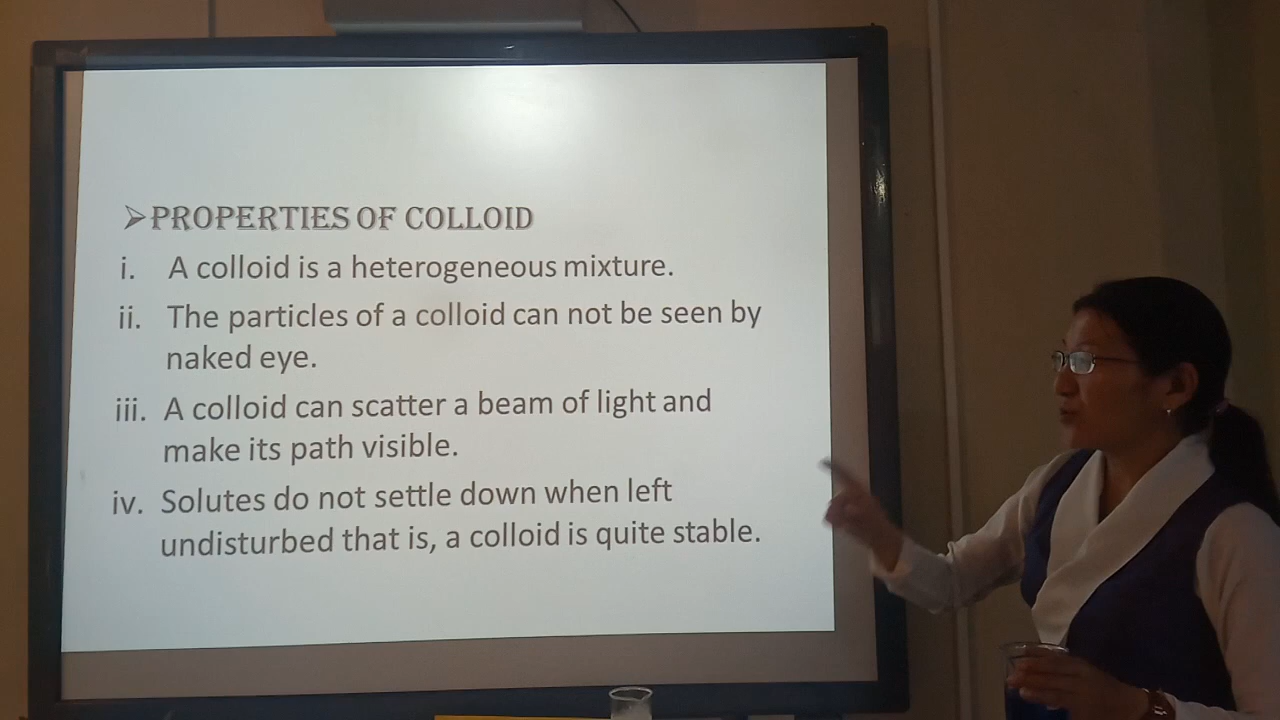 ➢PROPERTIES OF COLLOID
i. A colloid is a heterogeneous mixture.
ii. The particles of a colloid can not be seen by
naked eye.
iii. A colloid can scatter a beam of light and
make its path visible.
iv. Solutes do not settle down when left
undisturbed that is, a colloid is quite stable.